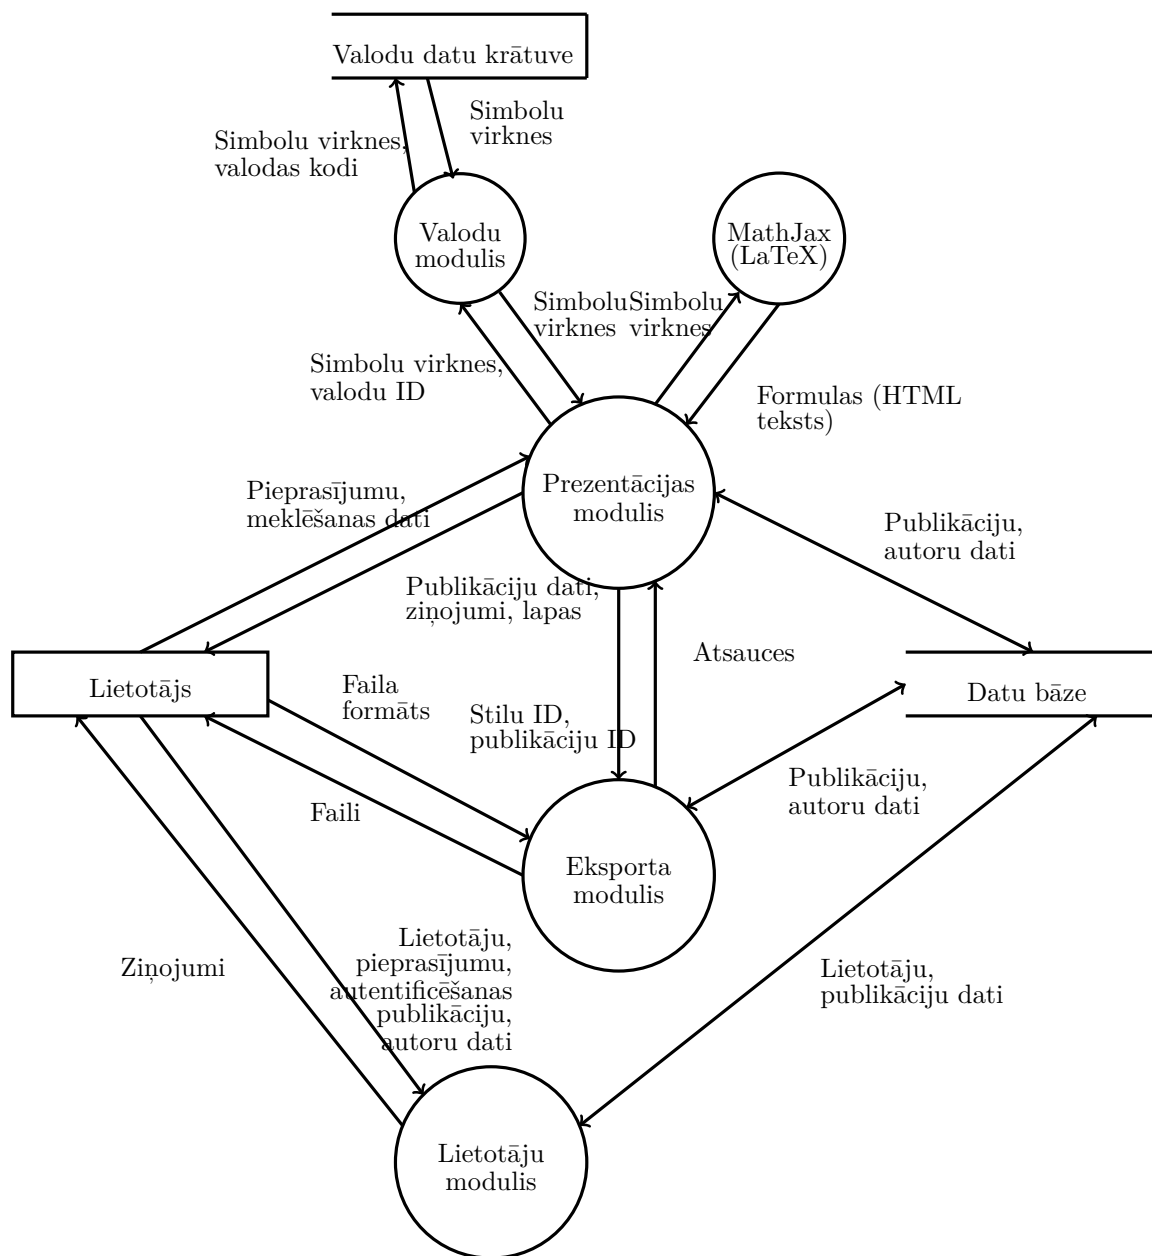 Valodu datu krātuve
Simbolu
virknes
Simbolu virknes,
valodas kodi
Valodu
modulis
MathJax
(LaTeX)
Simbolu
virknes
Simbolu
virknes
Simbolu virknes,
valodu ID
Formulas (HTML
teksts)
Prezentācijas
modulis
Pieprasījumu,
meklēšanas dati
Publikāciju,
autoru dati
Publikāciju dati,
ziņojumi, lapas
Atsauces
Lietotājs
Faila
formāts
Stilu ID,
publikāciju ID
Datu bāze
Publikāciju,
autoru dati
Faili
Eksporta
modulis
Ziņojumi
Lietotāju,
pieprasījumu,
autentificēšanas
publikāciju,
autoru dati
Lietotāju,
publikāciju dati
Lietotāju
modulis